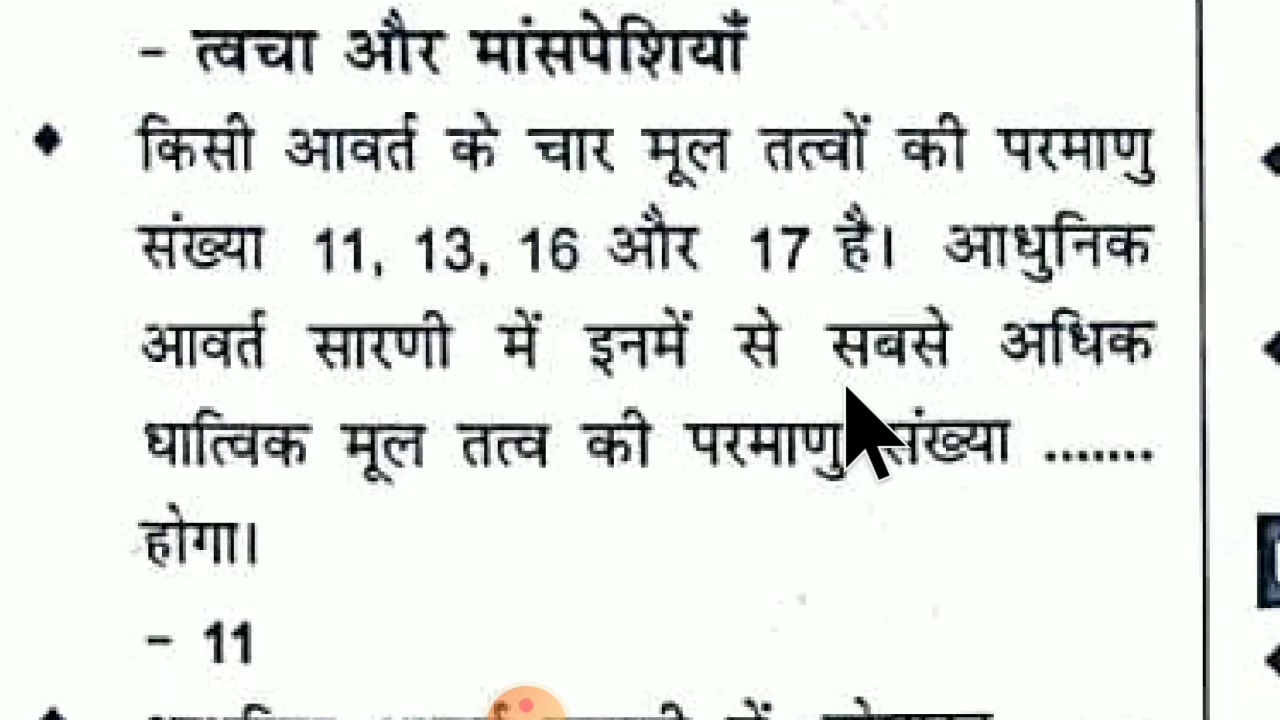 - त्वचा और मांसपेशियाँ
♦ किसी आवर्त के चार मूल तत्वों की परमाणु
संख्या 11, 13, 16 और 17 है। आधुनिक
आवर्त सारणी में इनमें से सबसे अधिक
धात्विक मूल तत्व की परमाणु संख्या .......
होगा।
- 11